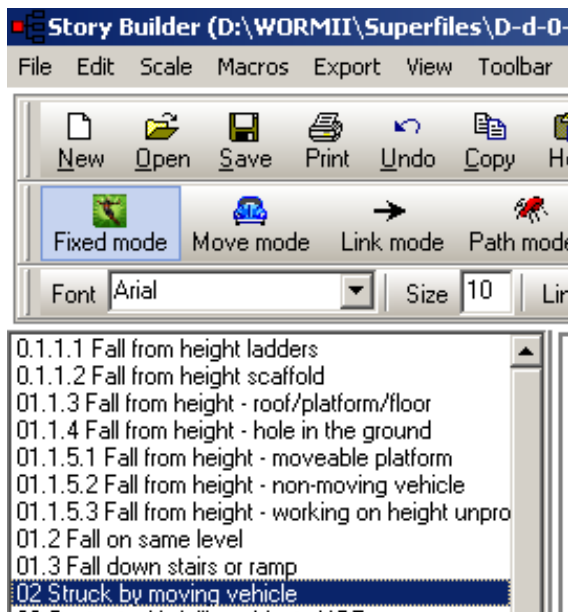 Story Builder (D:\WORMII\Superfiles\D-d-0-
File Edit Scale Macros Export View Toolbar
New Open Save Print Undo Copy
Fixed mode Move mode Link mode Path mode
Font Arial Size 10
0.1.1.1 Fall from height ladders
0.1.1.2 Fall from height scaffold
01.1.3 Fall from height - roof/platform/floor
01.1.4 Fall from height - hole in the ground
01.1.5.1 Fall from height - moveable platform
01.1.5.2 Fall from height - non-moving vehicle
01.1.5.3 Fall from height - working on height unpro
01.2 Fall on same level
01.3 Fall down stairs or ramp
02 Struck by moving vehicle